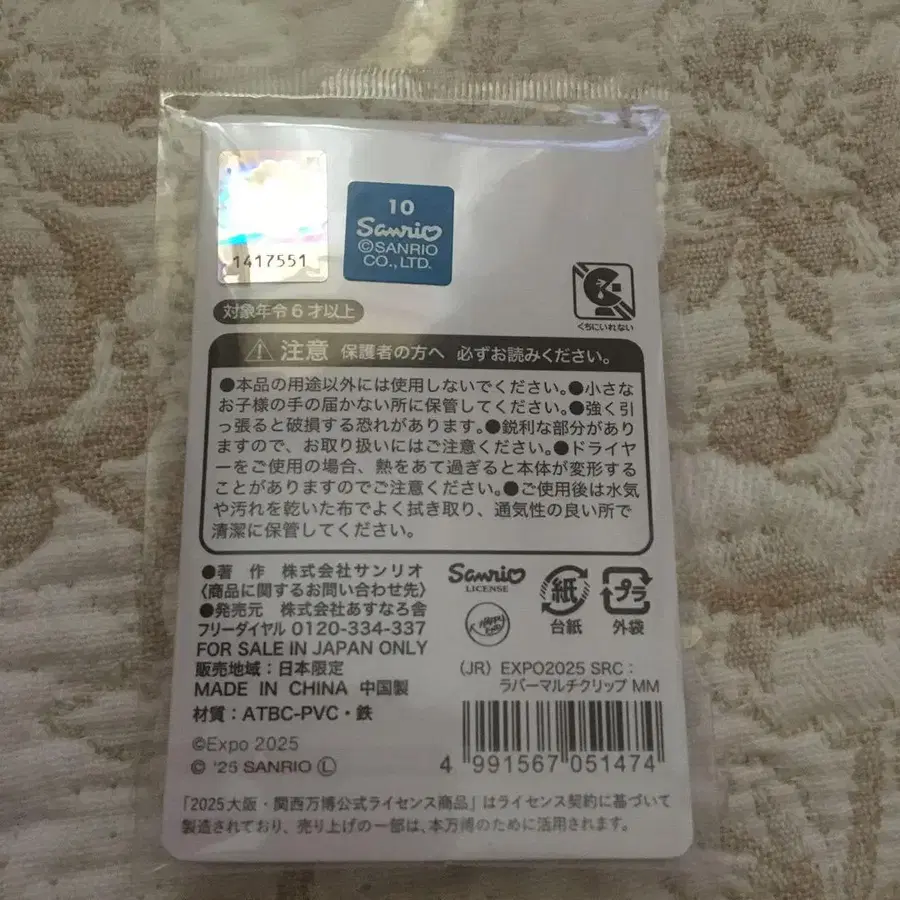 1417551
10
Sanrio
©SANRIO
CO., LTD.
くちにいれない
対象年令6才以上
注意 保護者の方へ 必ずお読みください。
●本品の用途以外には使用しないでください。●小さな
お子様の手の届かない所に保管してください。●強く引
っ張ると破損する恐れがあります。●鋭利な部分があり
ますので、お取り扱いにはご注意ください。●ドライヤ
ーをご使用の場合、熱をあて過ぎると本体が変形する
ことがありますのでご注意ください。●ご使用後は水気
や汚れを乾いた布でよく拭き取り、通気性の良い所で
清潔に保管してください。
●著 作 株式会社サンリオ
〈商品に関するお問い合わせ先〉
●発売元 株式会社あすなろ舎
フリーダイヤル 0120-334-337
FOR SALE IN JAPAN ONLY
販売地域：日本限定
MADE IN CHINA 中国製
材質：ATBC-PVC・鉄
©Expo 2025
© '25 SANRIO Ⓛ
Sanrio
LICENSE
HAPPY
紙
台紙
プラ
外袋
(JR) EXPO2025 SRC：
ラバーマルチクリップ MM
4 991567 051474
「2025大阪・関西万博公式ライセンス商品」はライセンス契約に基づいて
製造されており、売り上げの一部は、本万博のために活用されます。